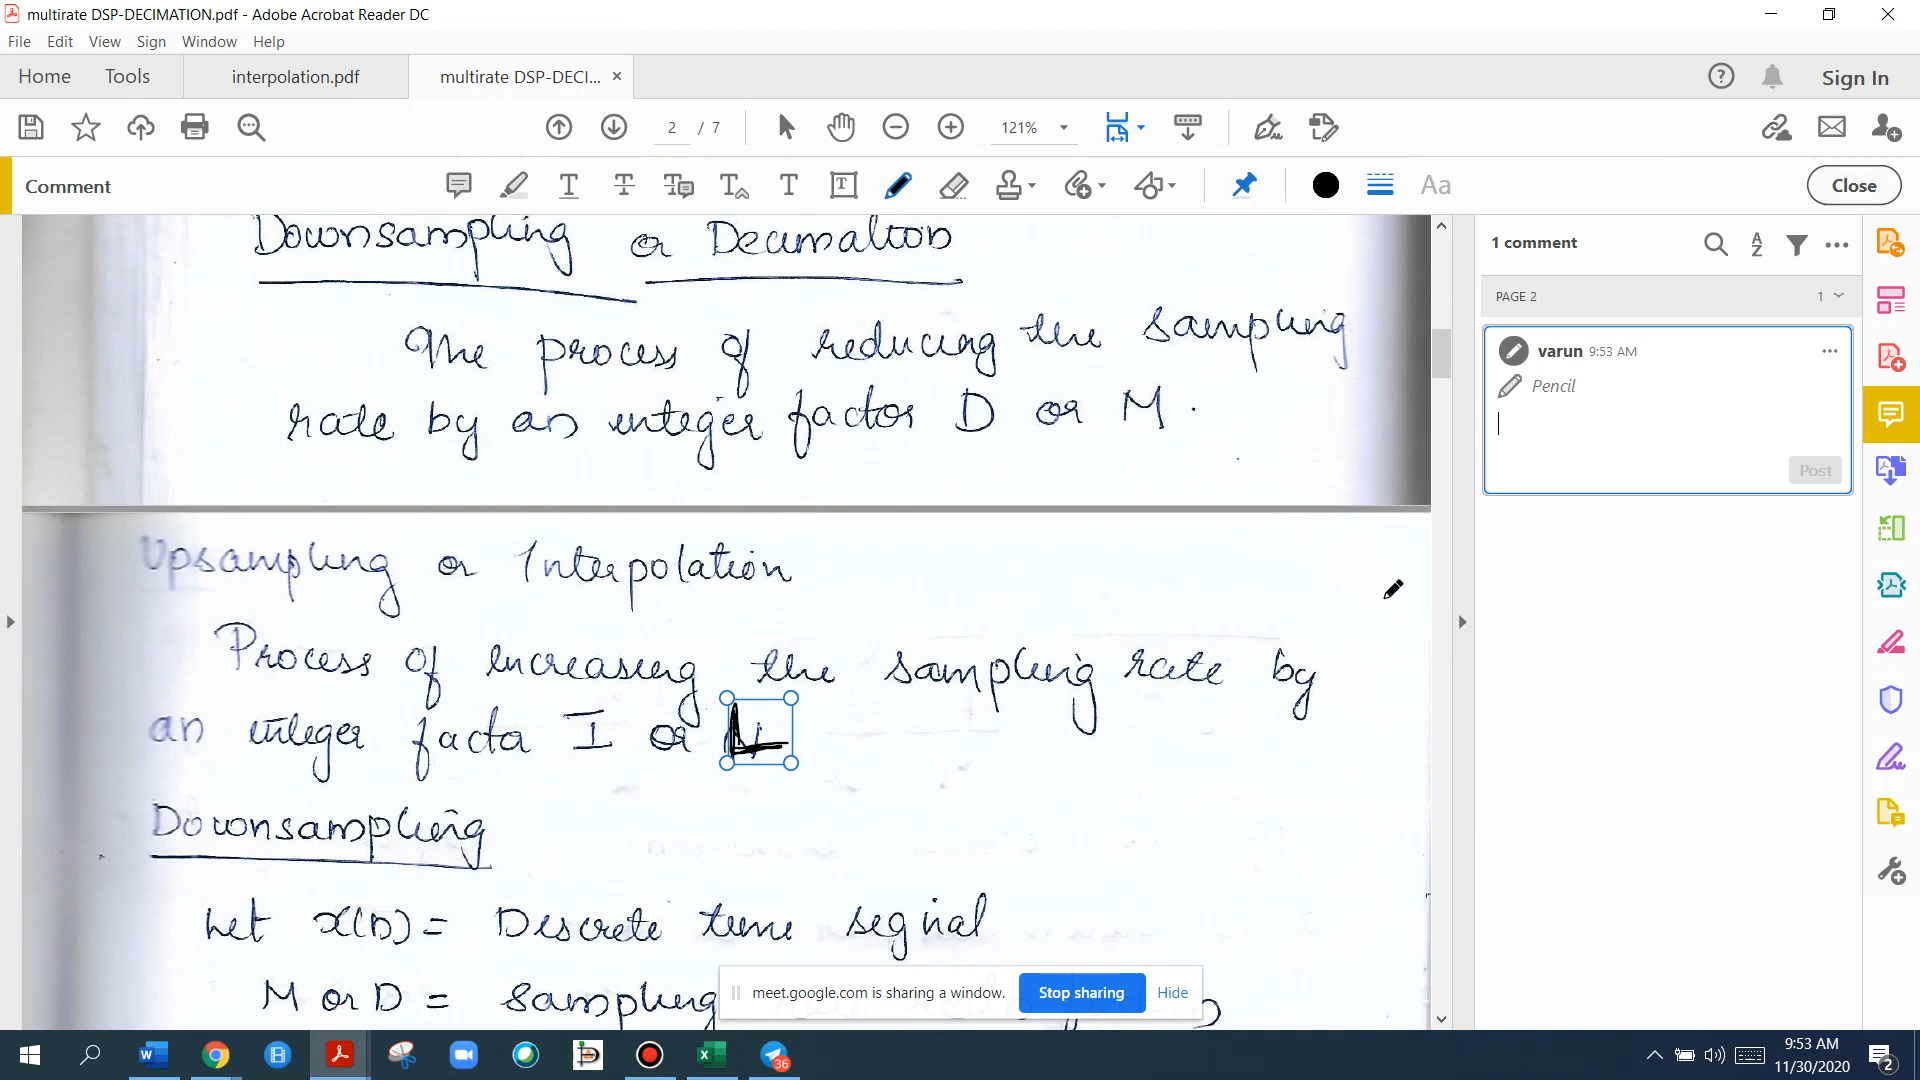 multirate DSP-DECIMATION.pdf - Adobe Acrobat Reader DC
File Edit View Sign Window Help
Home Tools interpolation.pdf multirate DSP-DECI... × Sign In
2 / 7 121%
Comment Close
Downsampling or Decimation
The process of reducing the sampling
rate by an integer factor D or M.
Upsampling or Interpolation
Process of increasing the sampling rate by
an integer facta I or L
Downsampling
Let x(n) = Discrete time signal
M or D = sampling
1 comment
PAGE 2 1
varun 9:53 AM
Pencil
Post
meet.google.com is sharing a window. Stop sharing Hide
36
9:53 AM
11/30/2020
2